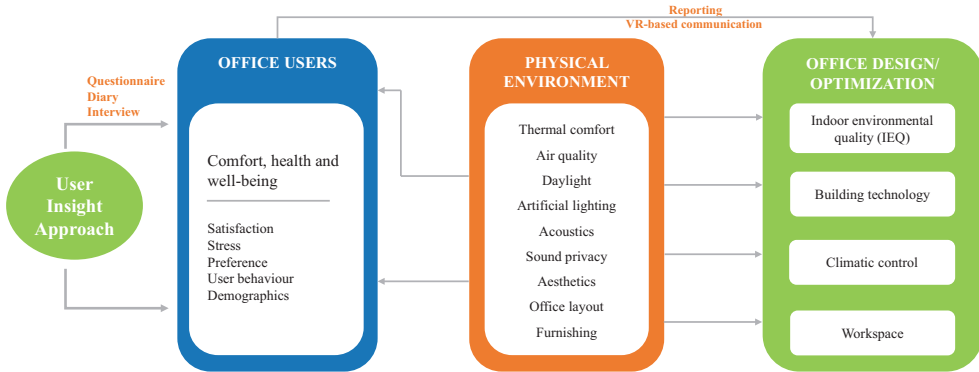 Reporting
VR-based communication
Questionnaire
Diary
Interview
User
Insight
Approach
OFFICE USERS
Comfort, health and
well-being
Satisfaction
Stress
Preference
User behaviour
Demographics
PHYSICAL
ENVIRONMENT
Thermal comfort
Air quality
Daylight
Artificial lighting
Acoustics
Sound privacy
Aesthetics
Office layout
Furnishing
OFFICE DESIGN/
OPTIMIZATION
Indoor environmental
quality (IEQ)
Building technology
Climatic control
Workspace